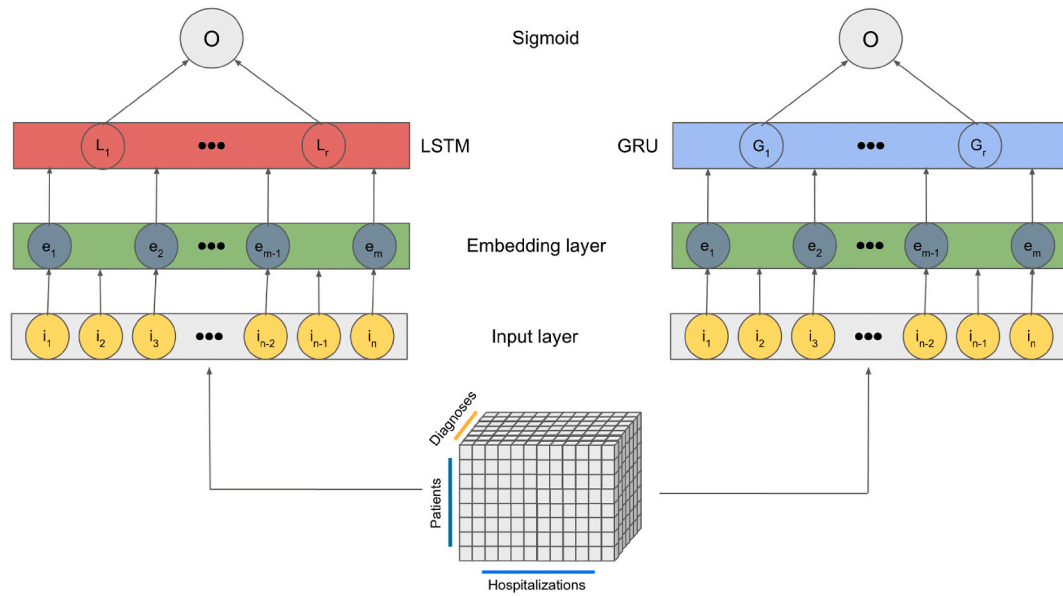 O Sigmoid O
L1 ••• Lr LSTM GRU G1 ••• Gr
e1 e2 ••• em-1 em Embedding layer e1 e2 ••• em-1 em
i1 i2 i3 ••• in-2 in-1 in Input layer i1 i2 i3 ••• in-2 in-1 in
Diagnoses
Patients
Hospitalizations